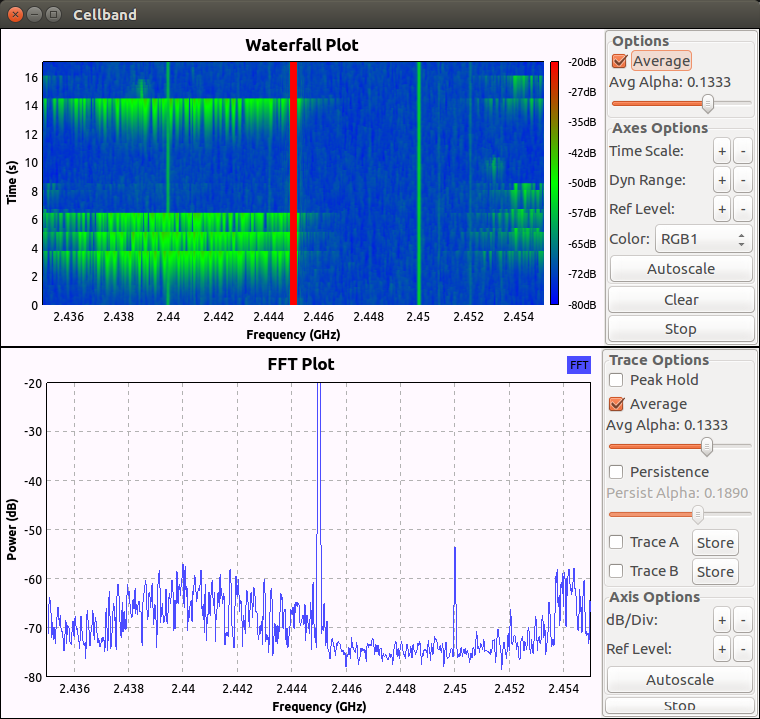 Cellband
Waterfall Plot
16
14
12
10
8
6
4
2
0
Time (s)
2.436 2.438 2.44 2.442 2.444 2.446 2.448 2.45 2.452 2.454
Frequency (GHz)
-20dB
-27dB
-35dB
-42dB
-50dB
-57dB
-65dB
-72dB
-80dB
Options
Average
Avg Alpha: 0.1333
Axes Options
Time Scale: + -
Dyn Range: + -
Ref Level: + -
Color: RGB1
Autoscale
Clear
Stop
FFT Plot
FFT
-20
-30
-40
-50
-60
-70
-80
Power (dB)
2.436 2.438 2.44 2.442 2.444 2.446 2.448 2.45 2.452 2.454
Frequency (GHz)
Trace Options
Peak Hold
Average
Avg Alpha: 0.1333
Persistence
Persist Alpha: 0.1890
Trace A Store
Trace B Store
Axis Options
dB/Div: + -
Ref Level: + -
Autoscale
Stop